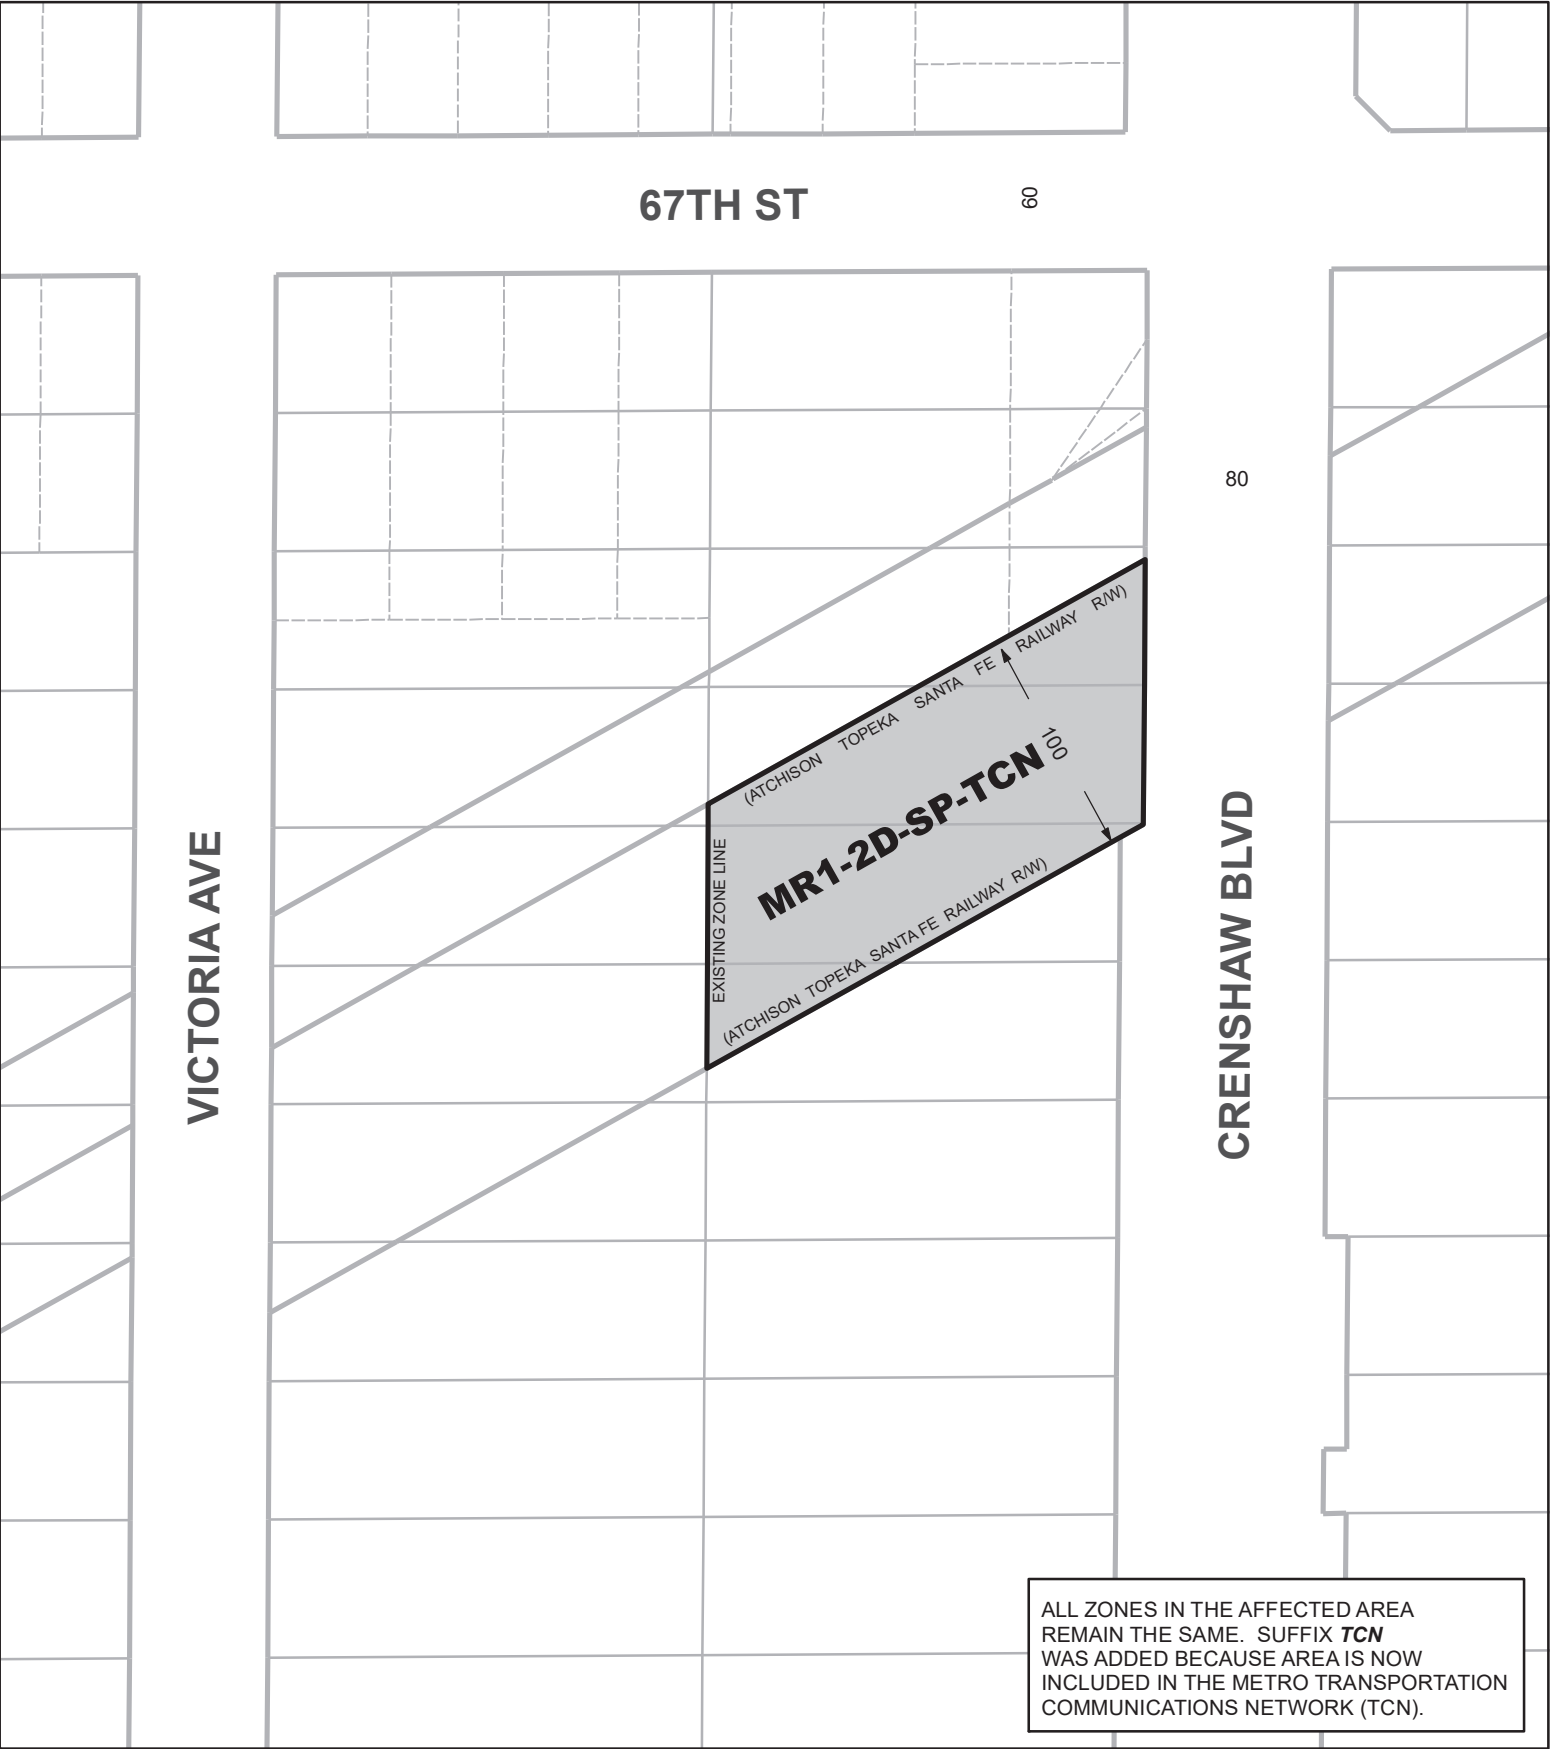 67TH ST
60
80
(ATCHISON TOPEKA SANTA FE RAILWAY R/W)
100
MR1-2D-SP-TCN
EXISTING ZONE LINE
(ATCHISON TOPEKA SANTA FE RAILWAY R/W)
VICTORIA AVE
CRENSHAW BLVD
ALL ZONES IN THE AFFECTED AREA
REMAIN THE SAME. SUFFIX TCN
WAS ADDED BECAUSE AREA IS NOW
INCLUDED IN THE METRO TRANSPORTATION
COMMUNICATIONS NETWORK (TCN).